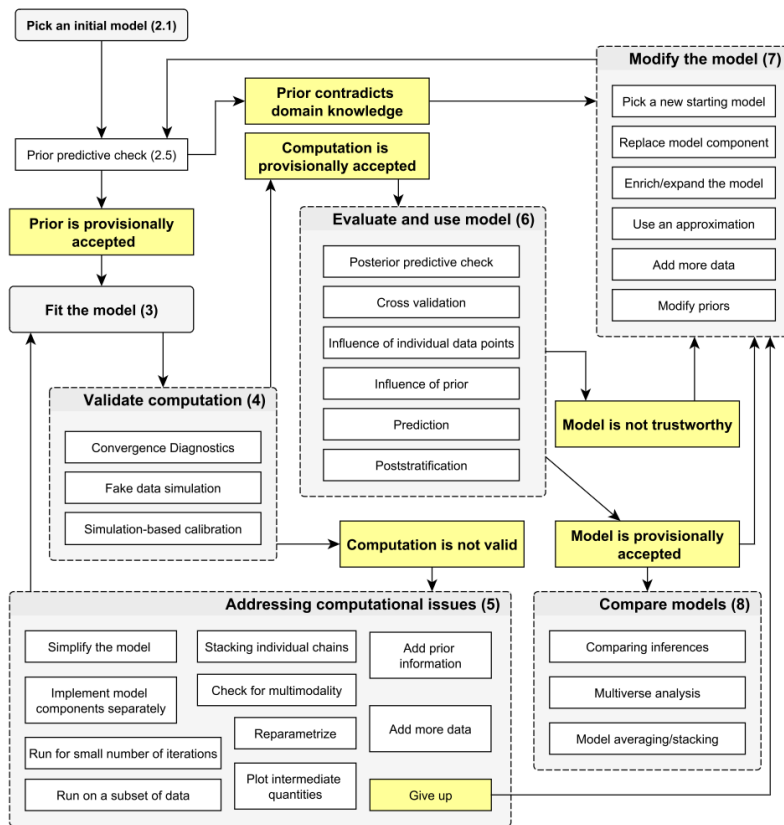 Pick an initial model (2.1)
Modify the model (7)
Prior contradicts
domain knowledge
Pick a new starting model
Replace model component
Prior predictive check (2.5)
Computation is
provisionally accepted
Enrich/expand the model
Evaluate and use model (6)
Prior is provisionally
accepted
Use an approximation
Posterior predictive check
Add more data
Cross validation
Modify priors
Fit the model (3)
Influence of individual data points
Influence of prior
Validate computation (4)
Model is not trustworthy
Prediction
Convergence Diagnostics
Poststratification
Fake data simulation
Simulation-based calibration
Computation is not valid
Model is provisionally
accepted
Addressing computational issues (5)
Compare models (8)
Simplify the model
Stacking individual chains
Add prior
information
Comparing inferences
Implement model
components separately
Check for multimodality
Multiverse analysis
Reparametrize
Add more data
Run for small number of iterations
Model averaging/stacking
Plot intermediate
quantities
Run on a subset of data
Give up